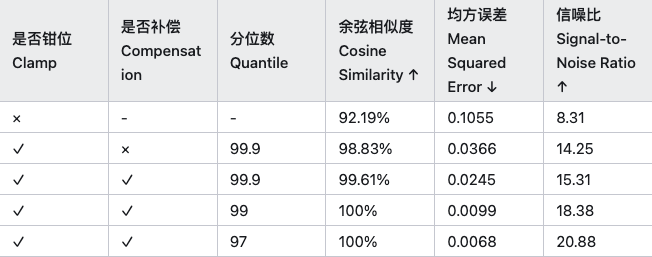 是否钳位 Clamp | 是否补偿 Compensation | 分位数 Quantile | 余弦相似度 Cosine Similarity ↑ | 均方误差 Mean Squared Error ↓ | 信噪比 Signal-to-Noise Ratio ↑
× | - | - | 92.19% | 0.1055 | 8.31
✓ | × | 99.9 | 98.83% | 0.0366 | 14.25
✓ | ✓ | 99.9 | 99.61% | 0.0245 | 15.31
✓ | ✓ | 99 | 100% | 0.0099 | 18.38
✓ | ✓ | 97 | 100% | 0.0068 | 20.88